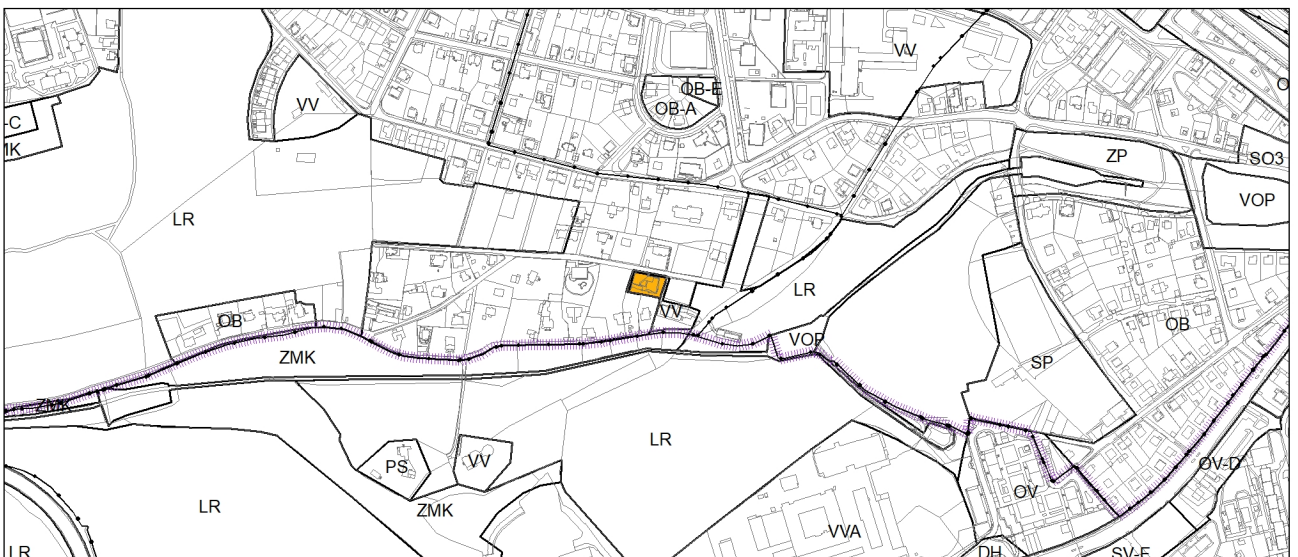 VV
OB-E
O
VV
OB-A
-C
MK
ZP
SO3
VOP
LR
LR
VV
OB
OB
VOP
ZMK
SP
ZMK
LR
PS
VV
OV-D
OV
LR
ZMK
VVA
LR
DH
SV-F